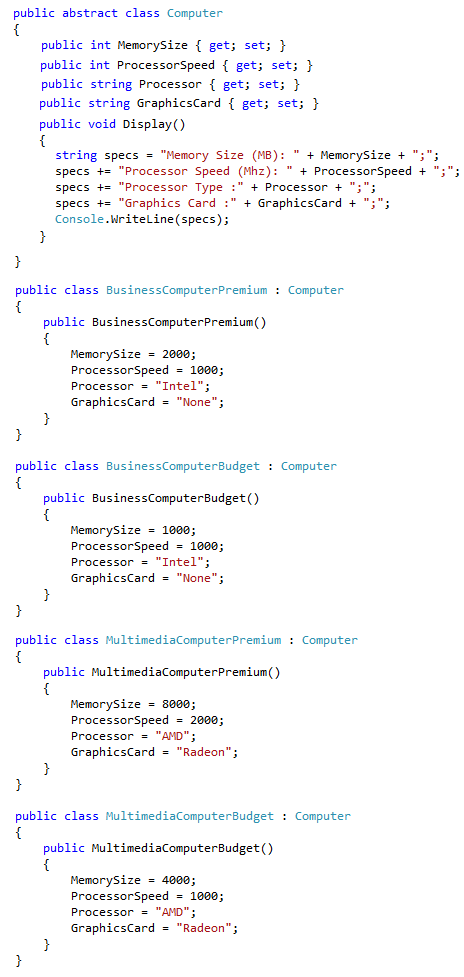 public abstract class Computer
{
    public int MemorySize { get; set; }
    public int ProcessorSpeed { get; set; }
    public string Processor { get; set; }
    public string GraphicsCard { get; set; }
    public void Display()
    {
      string specs = "Memory Size (MB): " + MemorySize + ";";
      specs += "Processor Speed (Mhz): " + ProcessorSpeed + ";";
      specs += "Processor Type :" + Processor + ";";
      specs += "Graphics Card :" + GraphicsCard + ";";
      Console.WriteLine(specs);
    }
}
public class BusinessComputerPremium : Computer
{
    public BusinessComputerPremium()
    {
        MemorySize = 2000;
        ProcessorSpeed = 1000;
        Processor = "Intel";
        GraphicsCard = "None";
    }
}
public class BusinessComputerBudget : Computer
{
    public BusinessComputerBudget()
    {
        MemorySize = 1000;
        ProcessorSpeed = 1000;
        Processor = "Intel";
        GraphicsCard = "None";
    }
}
public class MultimediaComputerPremium : Computer
{
    public MultimediaComputerPremium()
    {
        MemorySize = 8000;
        ProcessorSpeed = 2000;
        Processor = "AMD";
        GraphicsCard = "Radeon";
    }
}
public class MultimediaComputerBudget : Computer
{
    public MultimediaComputerBudget()
    {
        MemorySize = 4000;
        ProcessorSpeed = 1000;
        Processor = "AMD";
        GraphicsCard = "Radeon";
    }
}